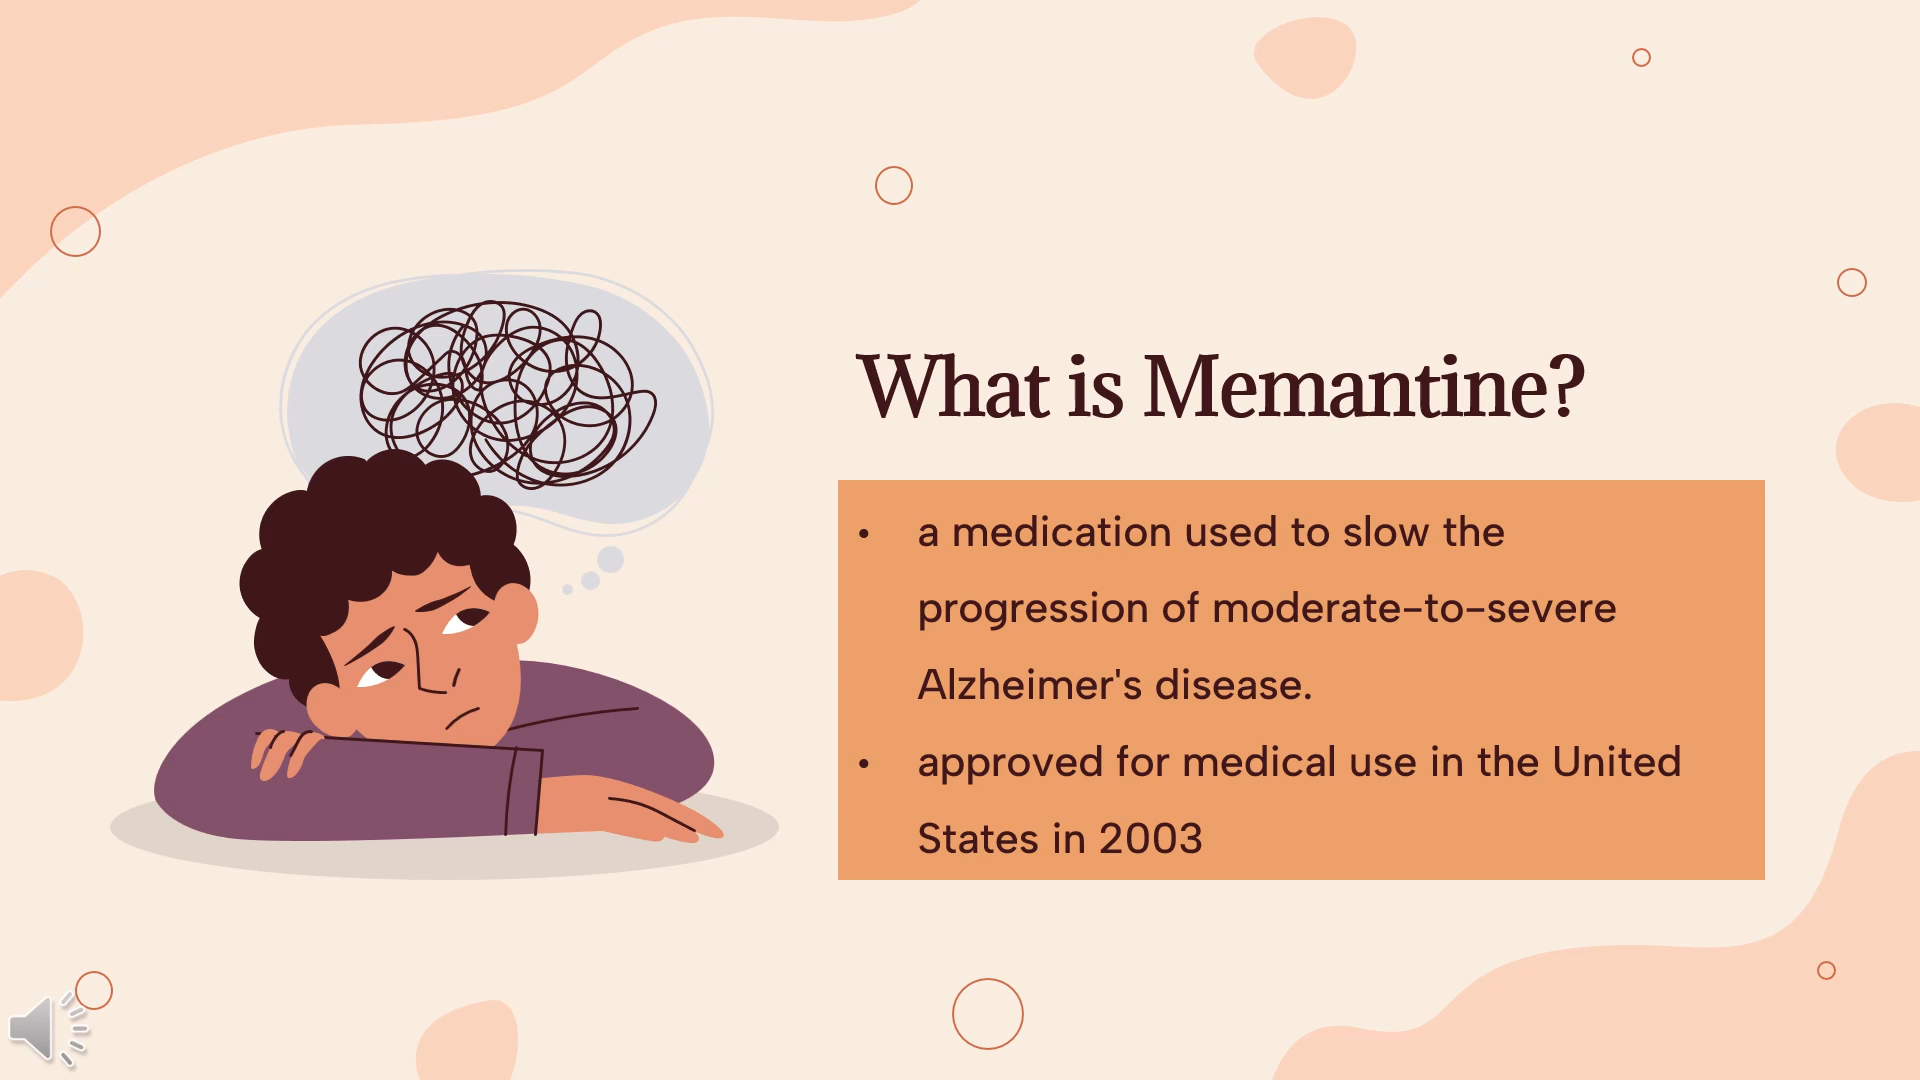 What is Memantine?
• a medication used to slow the
progression of moderate-to-severe
Alzheimer's disease.
• approved for medical use in the United
States in 2003